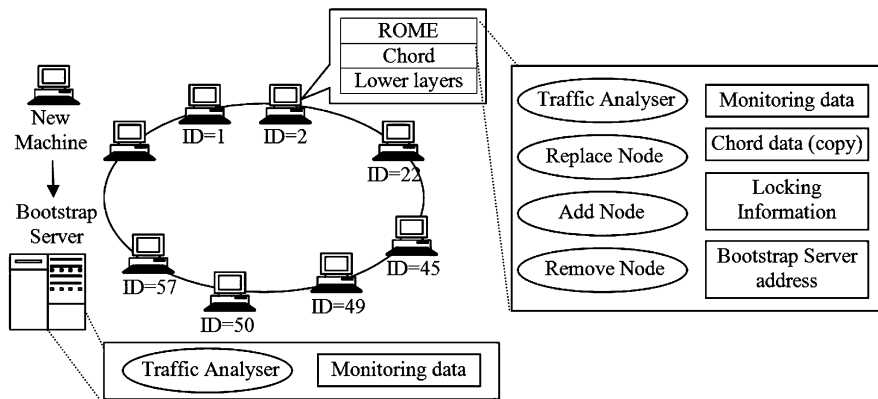 ROME
Chord
Lower layers
New
Machine
Bootstrap
Server
ID=1
ID=2
ID=22
ID=45
ID=49
ID=50
ID=57
Traffic Analyser
Replace Node
Add Node
Remove Node
Monitoring data
Chord data (copy)
Locking
Information
Bootstrap Server
address
Traffic Analyser
Monitoring data